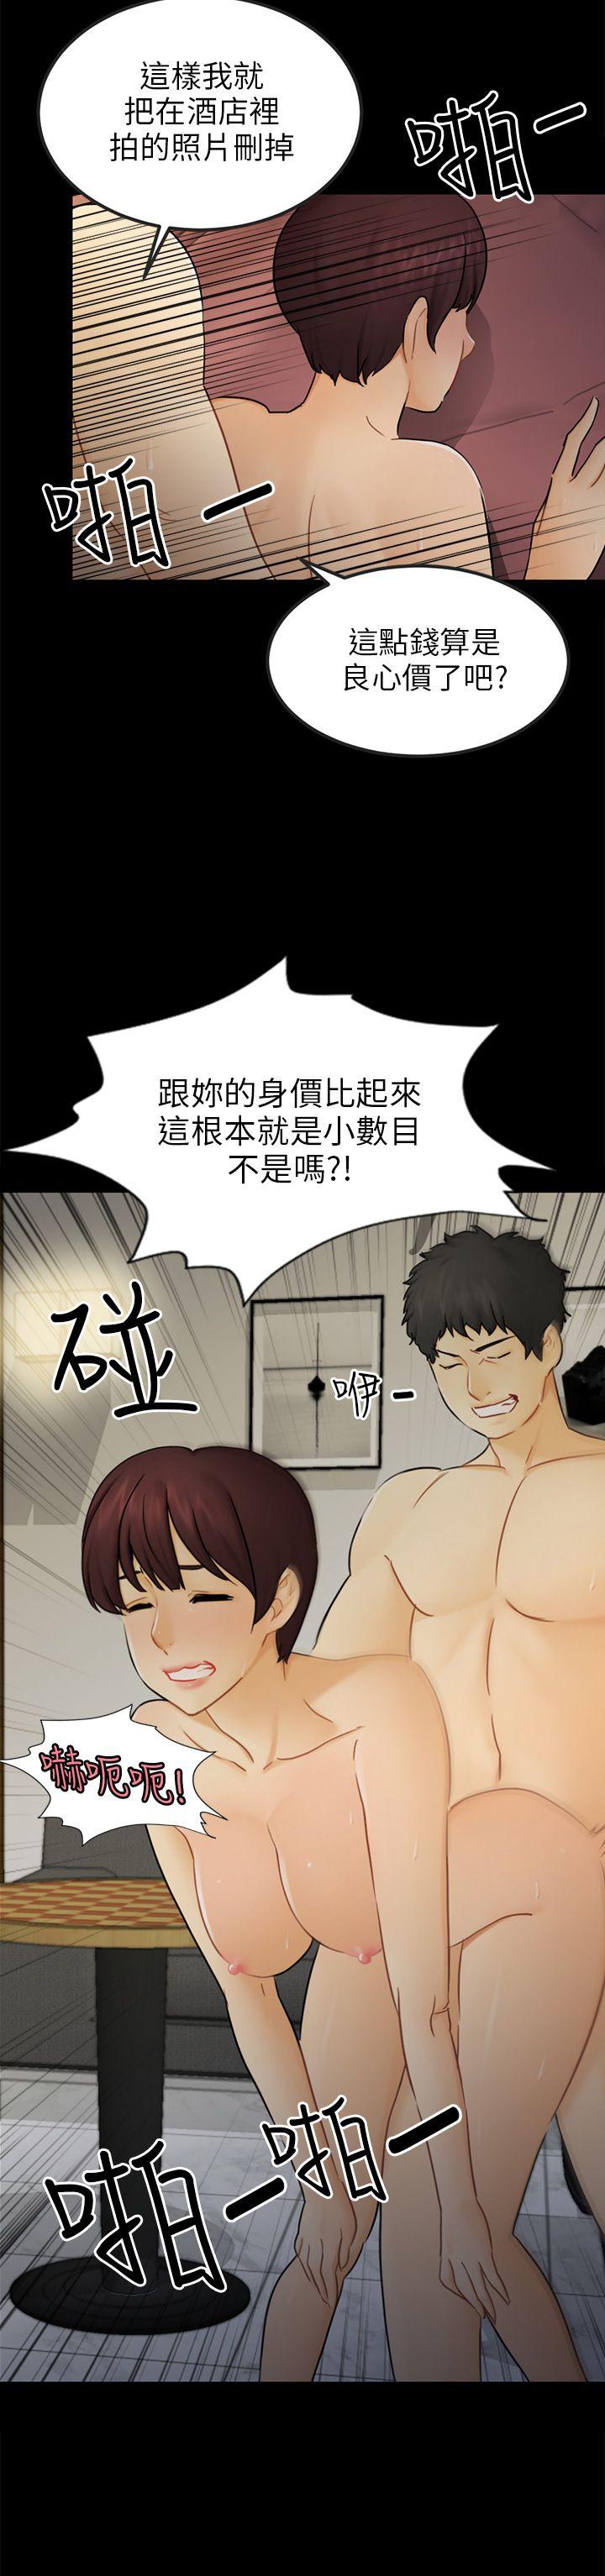 這樣我就
把在酒店裡
拍的照片刪掉
啪一
啪一
這點錢算是
良心價了吧?
跟妳的身價比起來
這根本就是小數目
不是嗎?!
碰
咿-
嚇呃呃!
啪一啪一